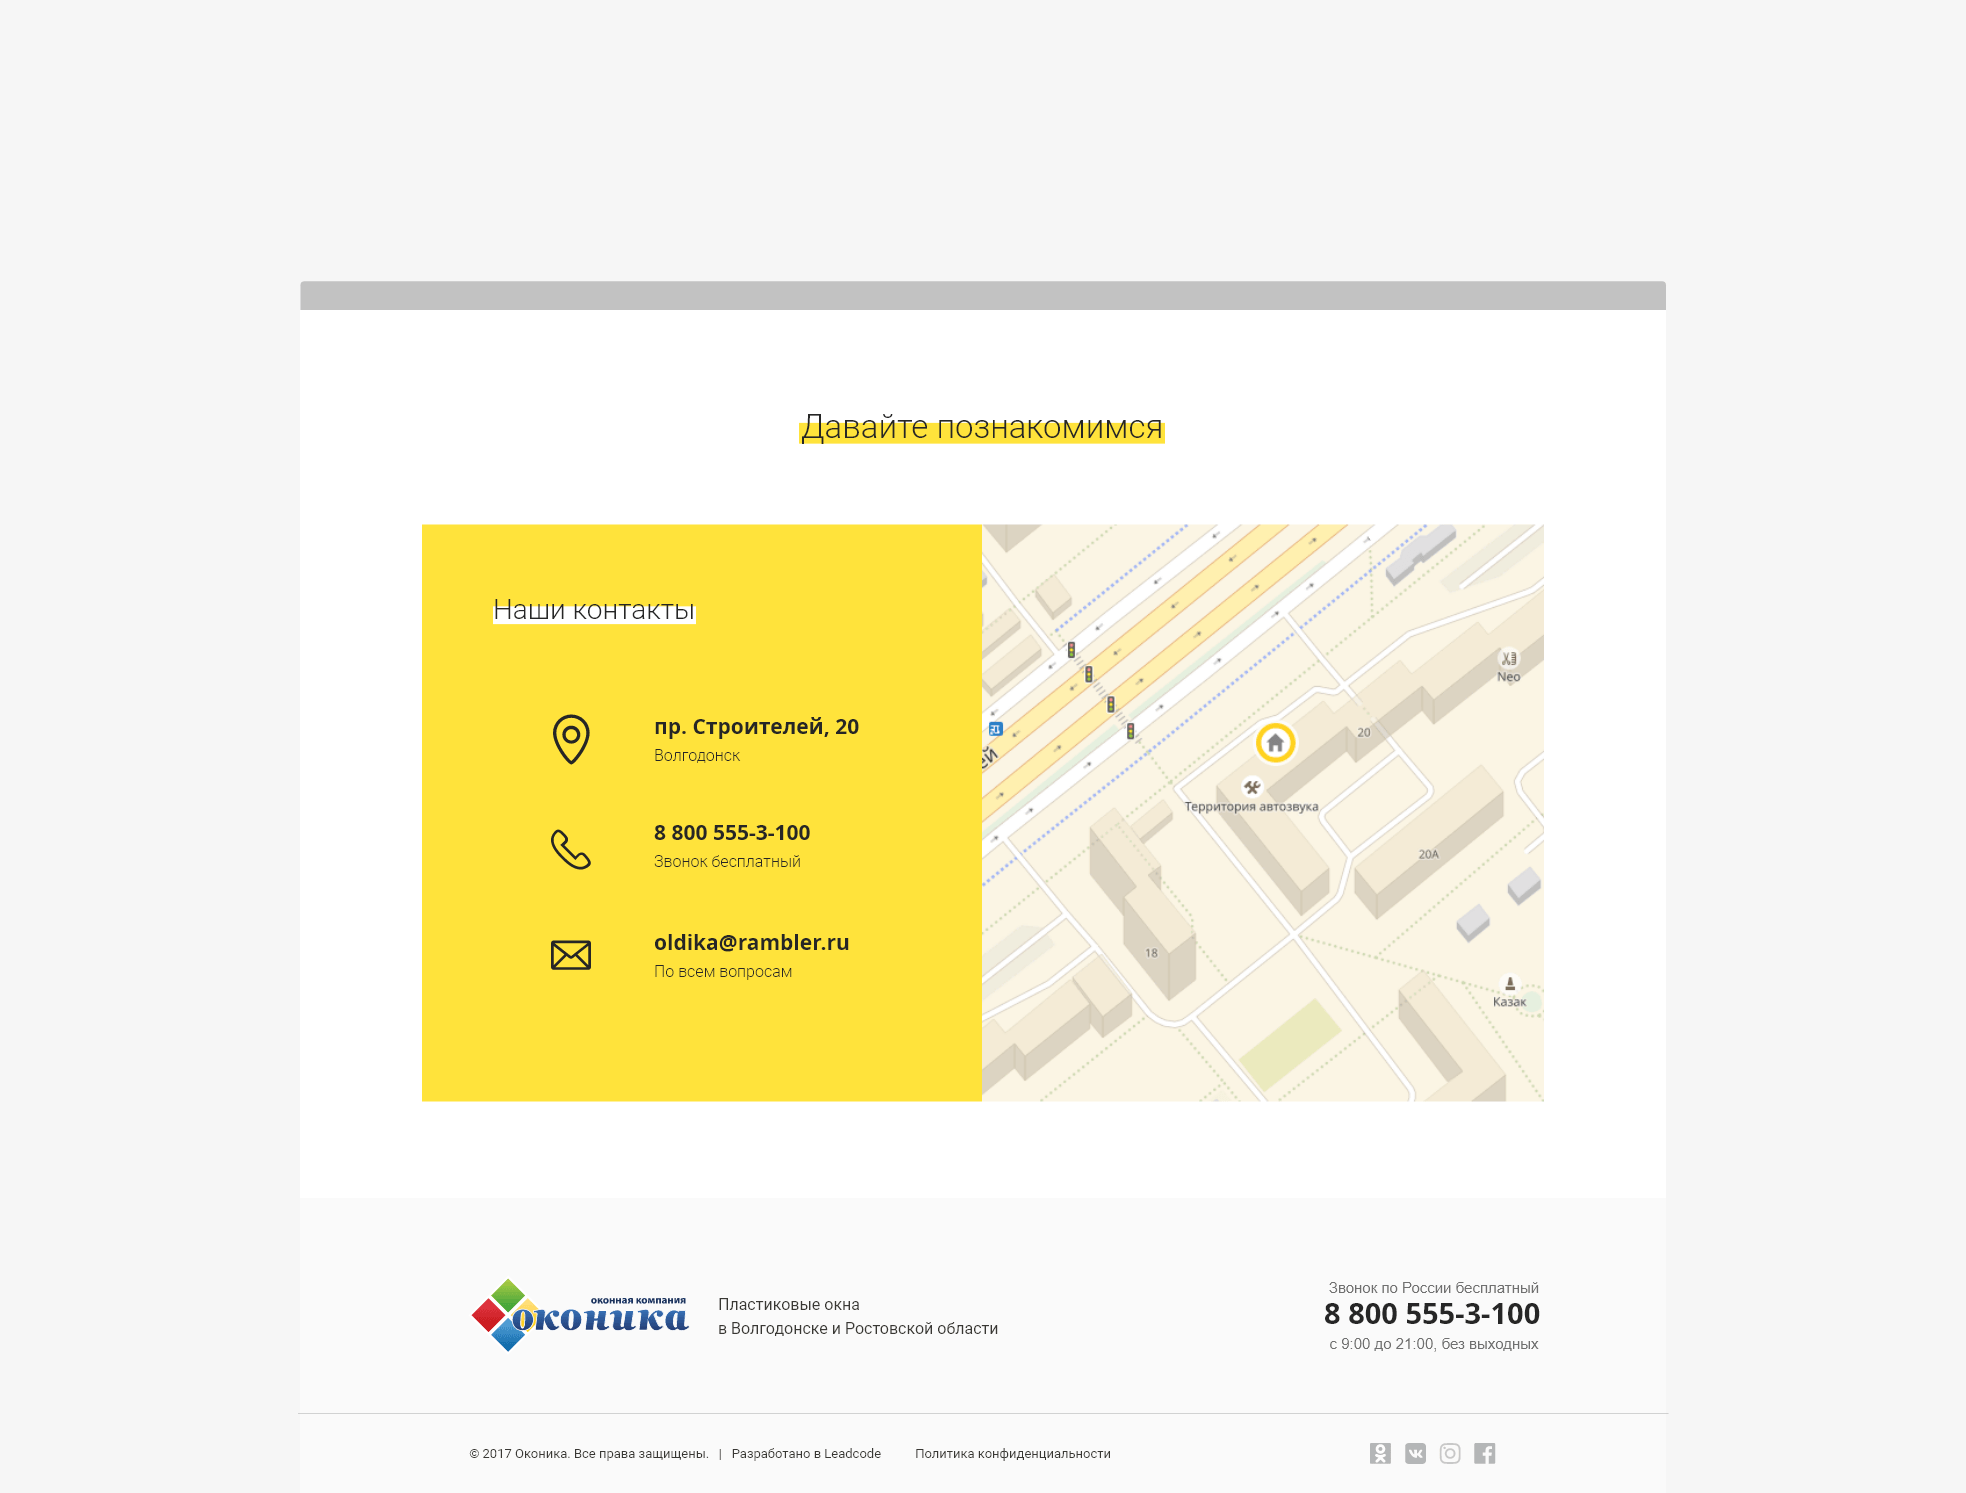 Давайте познакомимся
Наши контакты
пр. Строителей, 20
Волгодонск
8 800 555-3-100
Звонок бесплатный
oldika@rambler.ru
По всем вопросам
Neo
20
Территория автозвука
20А
18
Казак
ей
оконная компания
оконика
Пластиковые окна
в Волгодонске и Ростовской области
Звонок по России бесплатный
8 800 555-3-100
с 9:00 до 21:00, без выходных
© 2017 Оконика. Все права защищены. | Разработано в Leadcode Политика конфиденциальности